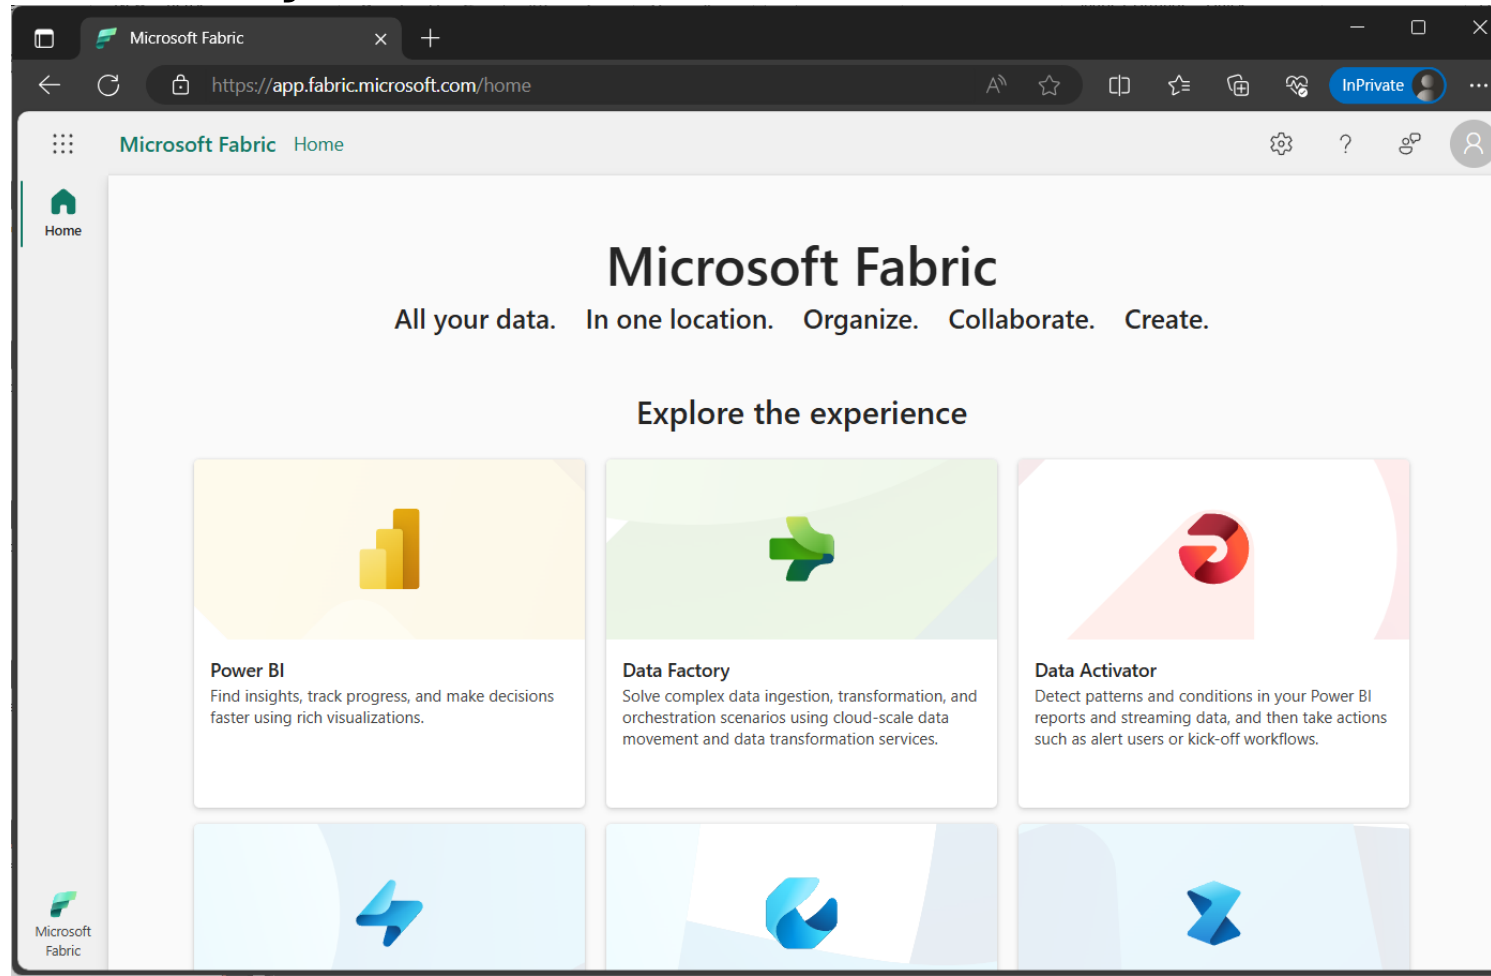 Microsoft Fabric
https://app.fabric.microsoft.com/home
InPrivate
Microsoft Fabric Home
Home
Microsoft Fabric
All your data. In one location. Organize. Collaborate. Create.
Explore the experience
Power BI
Find insights, track progress, and make decisions
faster using rich visualizations.
Data Factory
Solve complex data ingestion, transformation, and
orchestration scenarios using cloud-scale data
movement and data transformation services.
Data Activator
Detect patterns and conditions in your Power BI
reports and streaming data, and then take actions
such as alert users or kick-off workflows.
Microsoft
Fabric